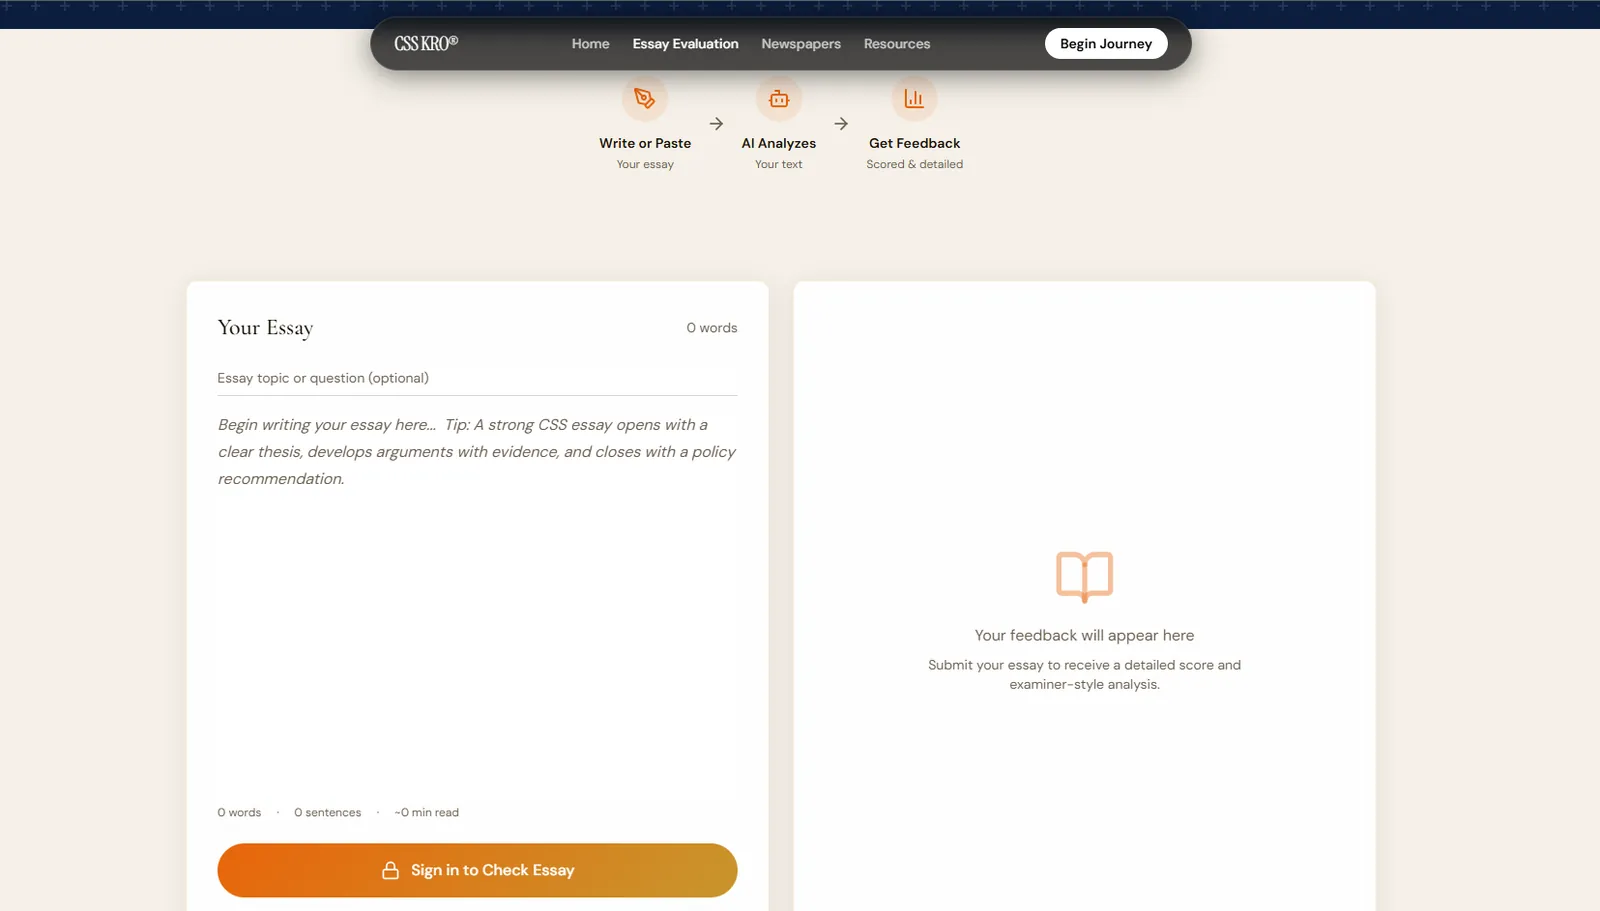 CSS KRO®
Home
Essay Evaluation
Newspapers
Resources
Begin Journey
Write or Paste
Your essay
AI Analyzes
Your text
Get Feedback
Scored & detailed
Your Essay
0 words
Essay topic or question (optional)
Begin writing your essay here... Tip: A strong CSS essay opens with a
clear thesis, develops arguments with evidence, and closes with a policy
recommendation.
0 words · 0 sentences · ~0 min read
Sign in to Check Essay
Your feedback will appear here
Submit your essay to receive a detailed score and
examiner-style analysis.